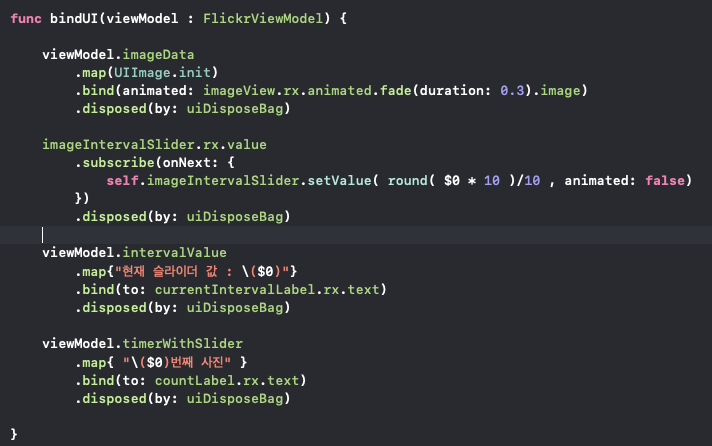 func bindUI(viewModel : FlickrViewModel) {
viewModel.imageData
.map(UIImage.init)
.bind(animated: imageView.rx.animated.fade(duration: 0.3).image)
.disposed(by: uiDisposeBag)
imageIntervalSlider.rx.value
.subscribe(onNext: {
self.imageIntervalSlider.setValue( round( $0 * 10 )/10 , animated: false)
})
.disposed(by: uiDisposeBag)
viewModel.intervalValue
.map{"현재 슬라이더 값 : \($0)"}
.bind(to: currentIntervalLabel.rx.text)
.disposed(by: uiDisposeBag)
viewModel.timerWithSlider
.map{ "\($0)번째 사진" }
.bind(to: countLabel.rx.text)
.disposed(by: uiDisposeBag)
}